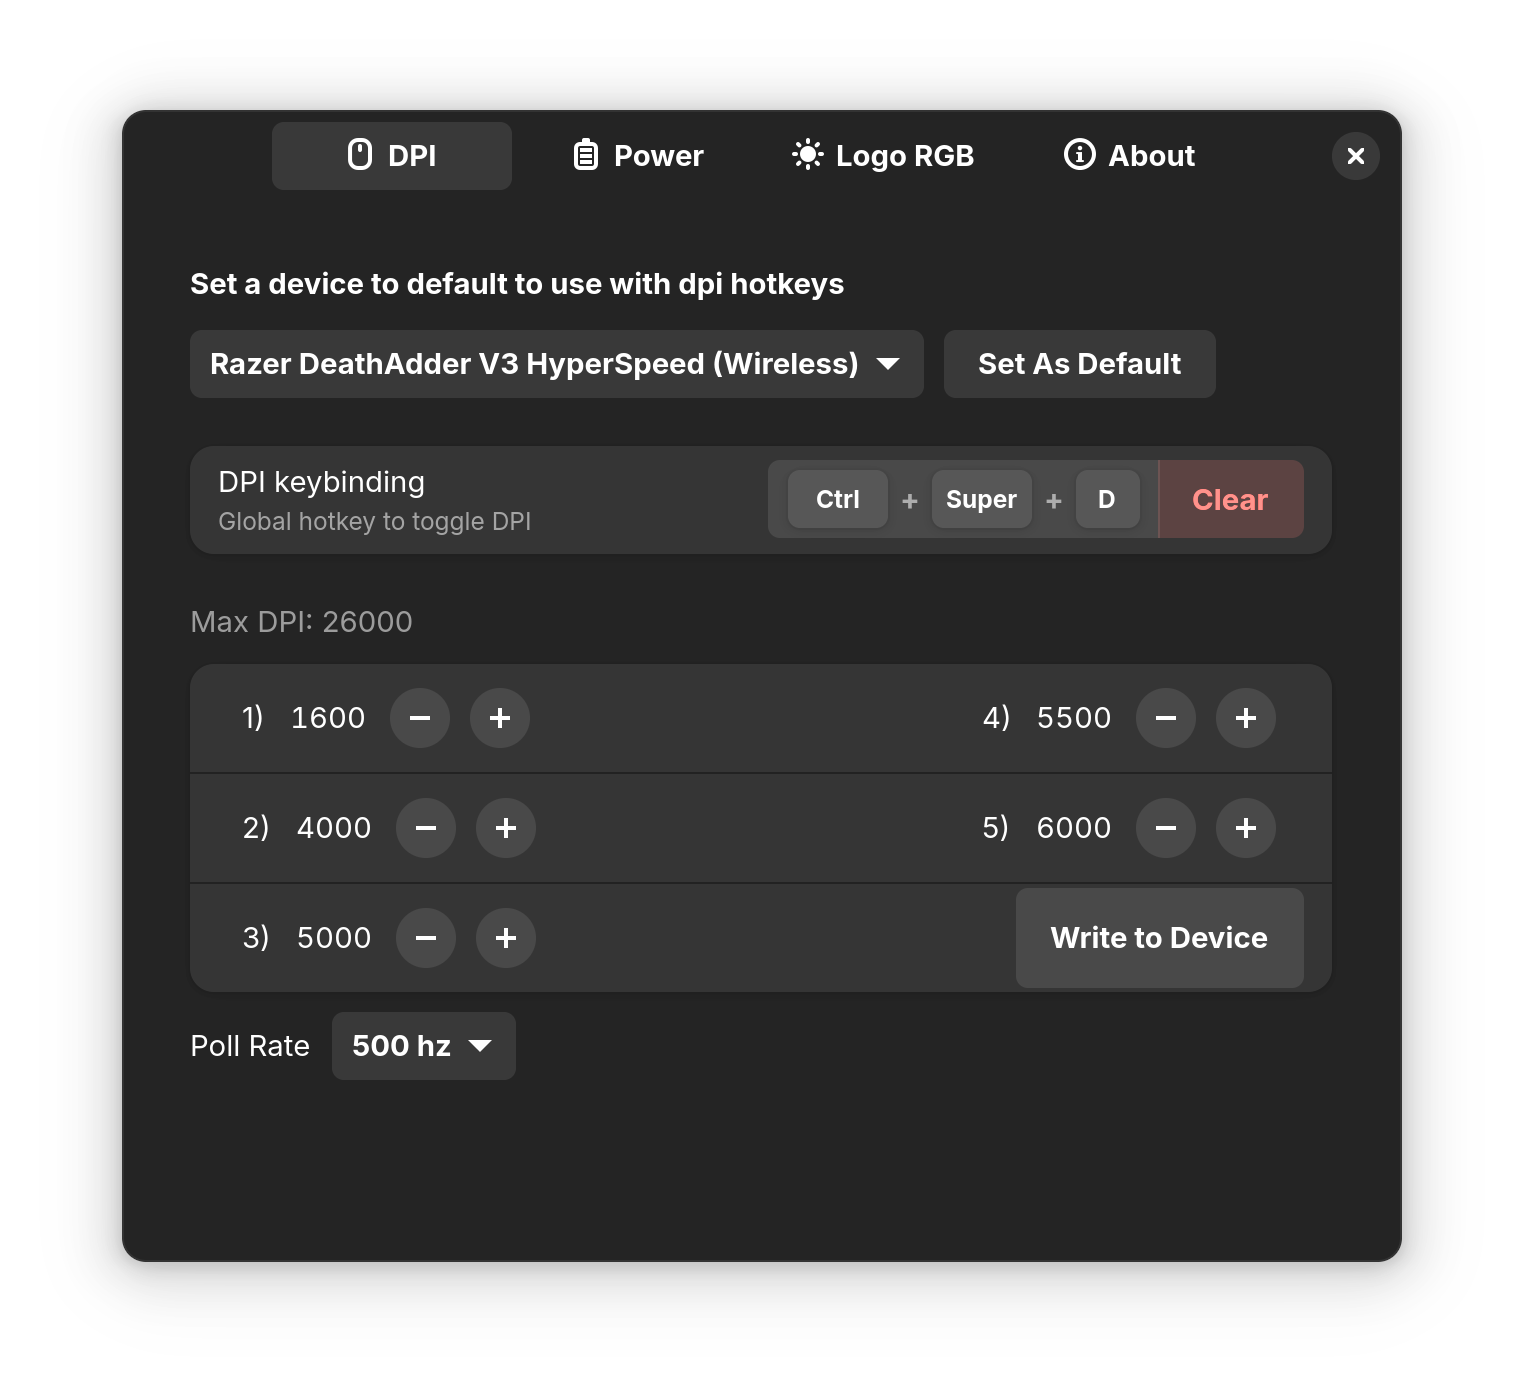 DPI Power Logo RGB About
Set a device to default to use with dpi hotkeys
Razer DeathAdder V3 HyperSpeed (Wireless) Set As Default
DPI keybinding
Global hotkey to toggle DPI
Ctrl + Super + D Clear
Max DPI: 26000
1) 1600 4) 5500
2) 4000 5) 6000
3) 5000 Write to Device
Poll Rate 500 hz